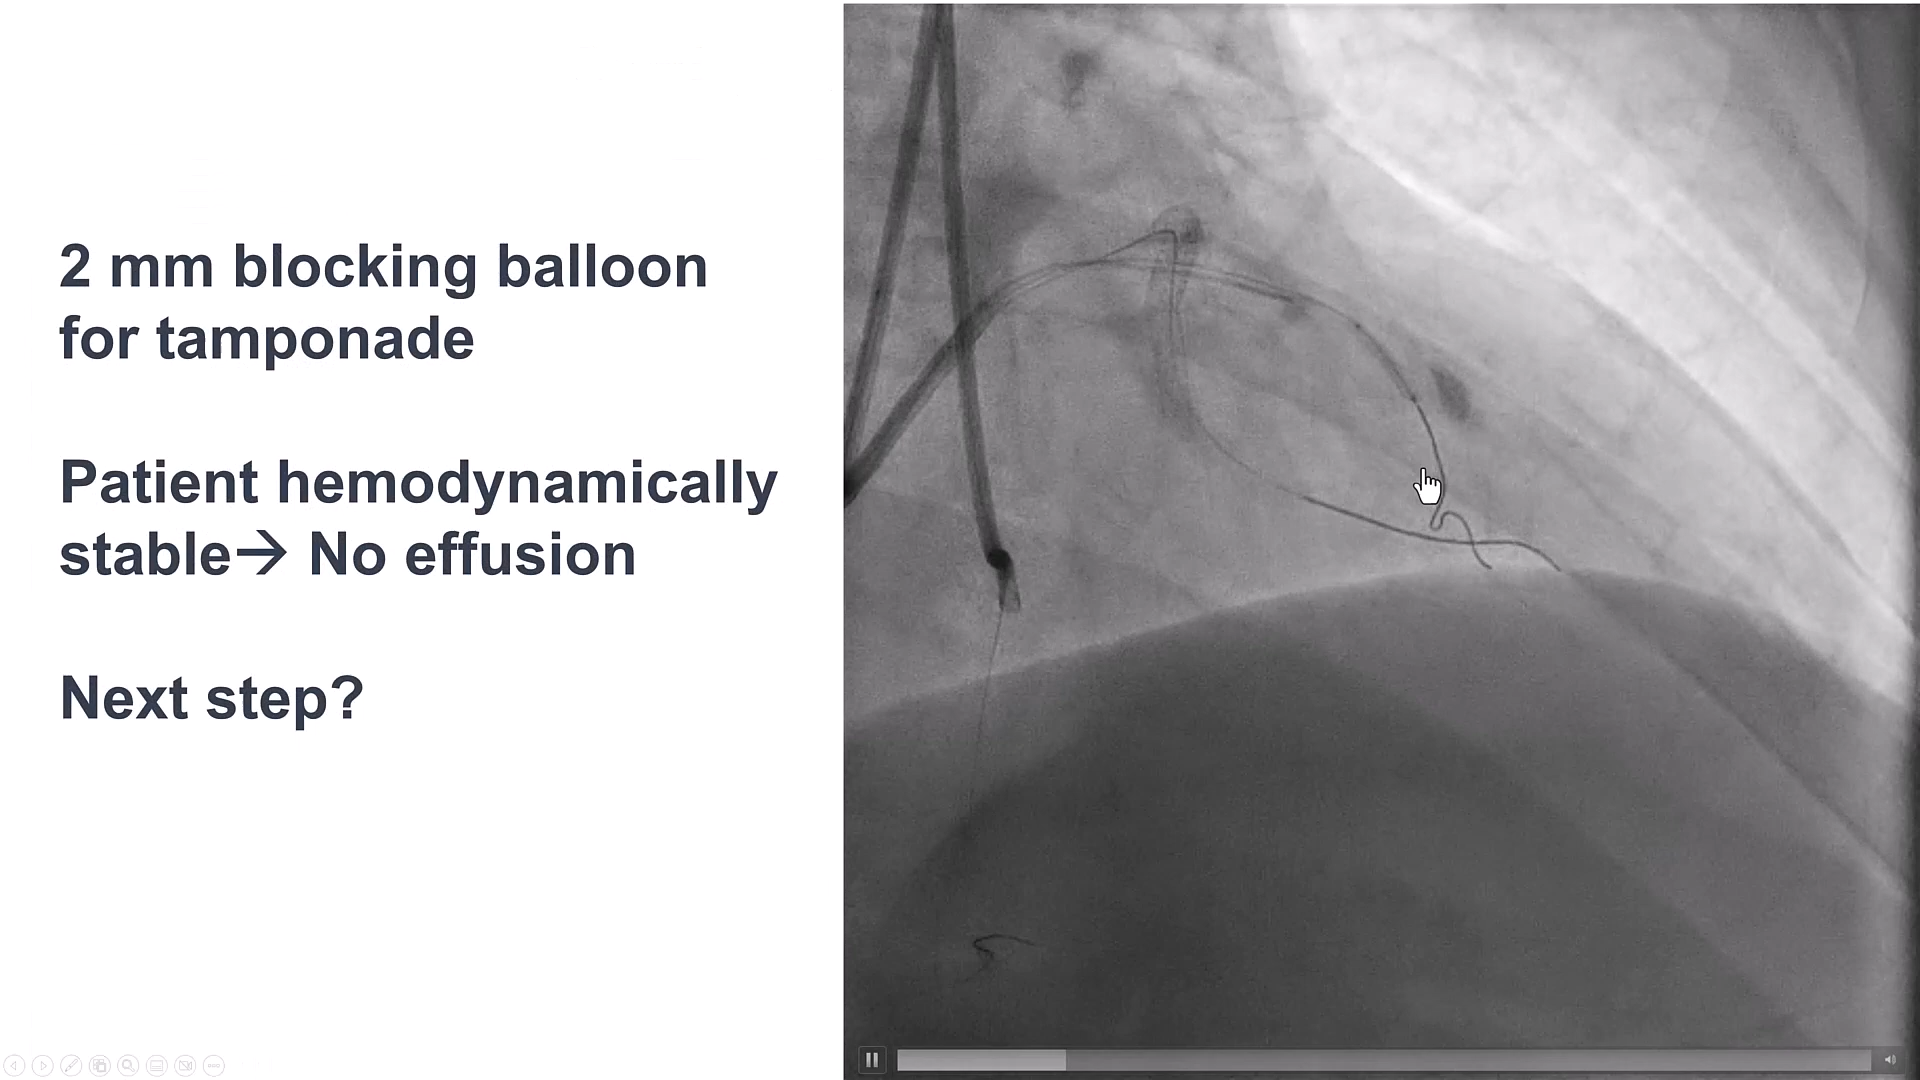 2 mm blocking balloon
for tamponade
Patient hemodynamically
stable→ No effusion
Next step?